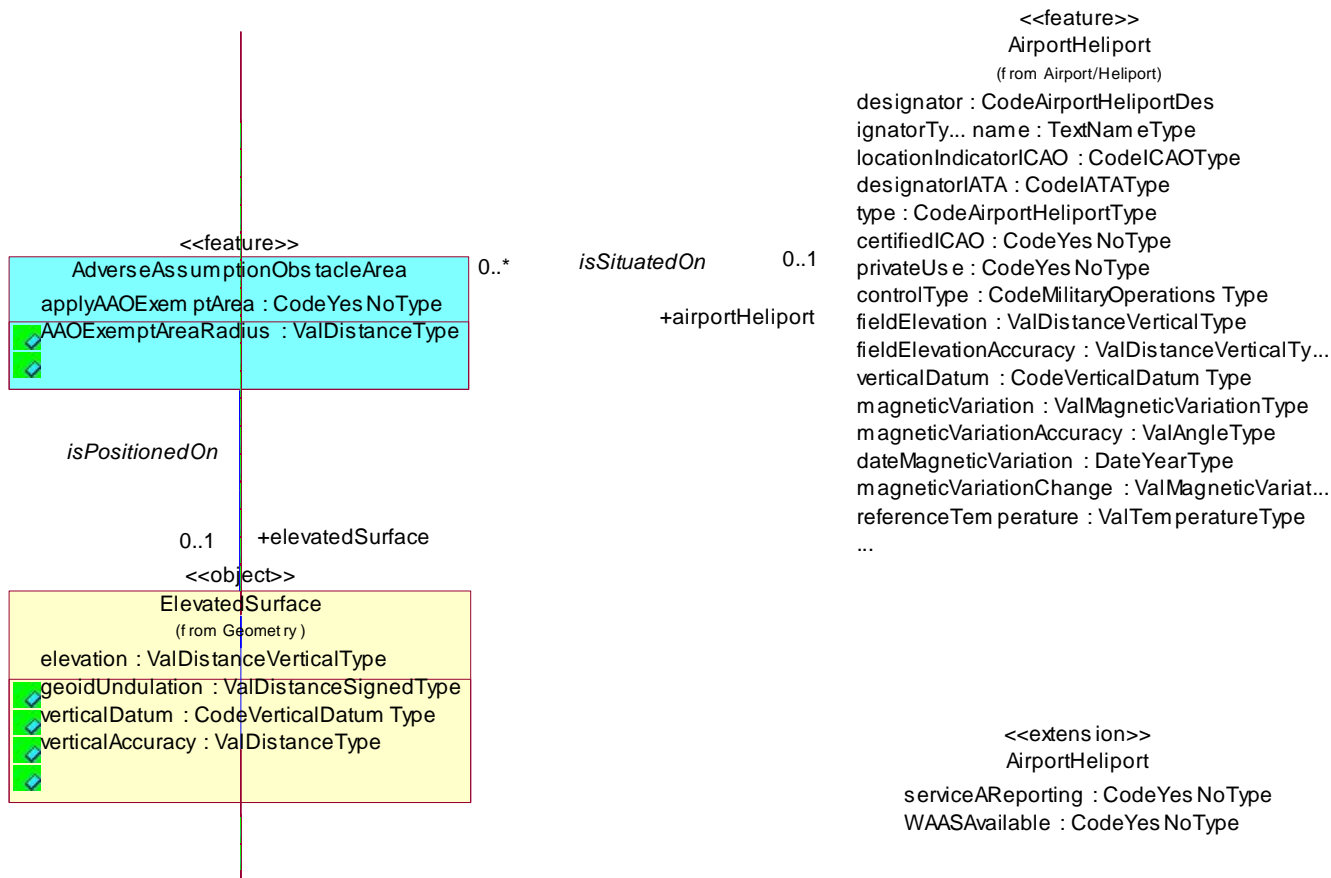 <<feature>>
AirportHeliport
(from Airport/Heliport)
designator : CodeAirportHeliportDes
ignatorTy... name : TextNameType
locationIndicatorICAO : CodeICAOType
designatorIATA : CodeIATAType
type : CodeAirportHeliportType
certifiedICAO : CodeYesNoType
privateUse : CodeYesNoType
controlType : CodeMilitaryOperationsType
fieldElevation : ValDistanceVerticalType
fieldElevationAccuracy : ValDistanceVerticalTy...
verticalDatum : CodeVerticalDatumType
magneticVariation : ValMagneticVariationType
magneticVariationAccuracy : ValAngleType
dateMagneticVariation : DateYearType
magneticVariationChange : ValMagneticVariat...
referenceTemperature : ValTemperatureType
...
<<feature>>
AdverseAssumptionObstacleArea
applyAAOExemptArea : CodeYesNoType
AAOExemptAreaRadius : ValDistanceType
0..*
isSituatedOn
0..1
+airportHeliport
isPositionedOn
0..1
+elevatedSurface
<<object>>
ElevatedSurface
(from Geometry)
elevation : ValDistanceVerticalType
geoidUndulation : ValDistanceSignedType
verticalDatum : CodeVerticalDatumType
verticalAccuracy : ValDistanceType
<<extension>>
AirportHeliport
serviceAReporting : CodeYesNoType
WAASAvailable : CodeYesNoType